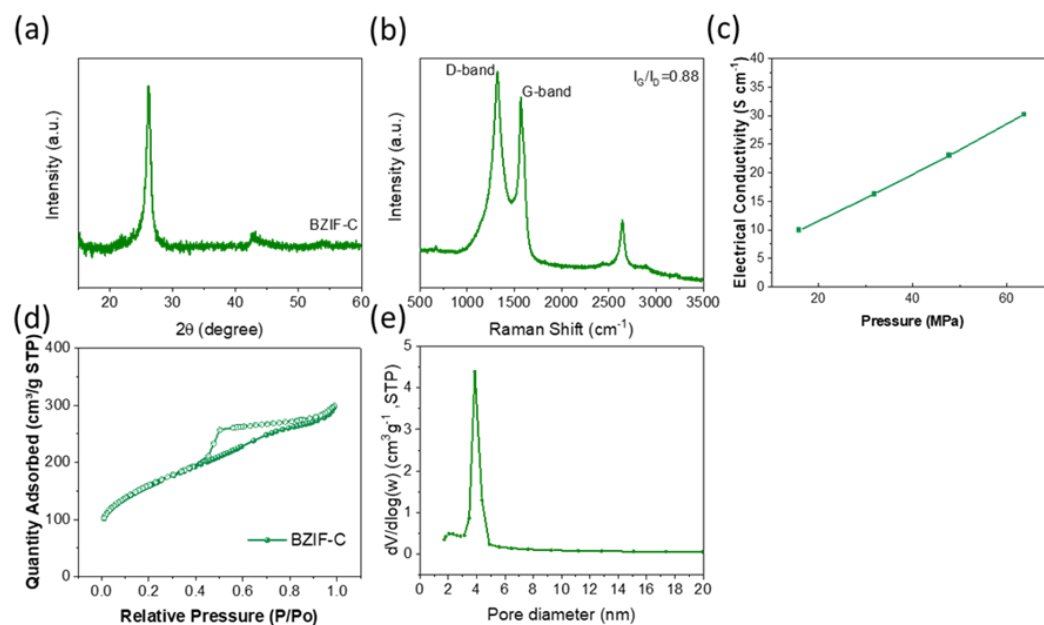 (a)
Intensity (a.u.)
BZIF-C
20 30 40 50 60
2θ (degree)
(b)
Intensity (a.u.)
D-band
G-band
I_G/I_D=0.88
500 1000 1500 2000 2500 3000 3500
Raman Shift (cm⁻¹)
(c)
Electrical Conductivity (S cm⁻¹)
40
35
30
25
20
15
10
5
0
20 40 60
Pressure (MPa)
(d)
Quantity Adsorbed (cm³/g STP)
400
300
200
100
0
BZIF-C
0.0 0.2 0.4 0.6 0.8 1.0
Relative Pressure (P/Po)
(e)
dV/dlog(w) (cm³g⁻¹ ,STP)
5
4
3
2
1
0
2 4 6 8 10 12 14 16 18 20
Pore diameter (nm)